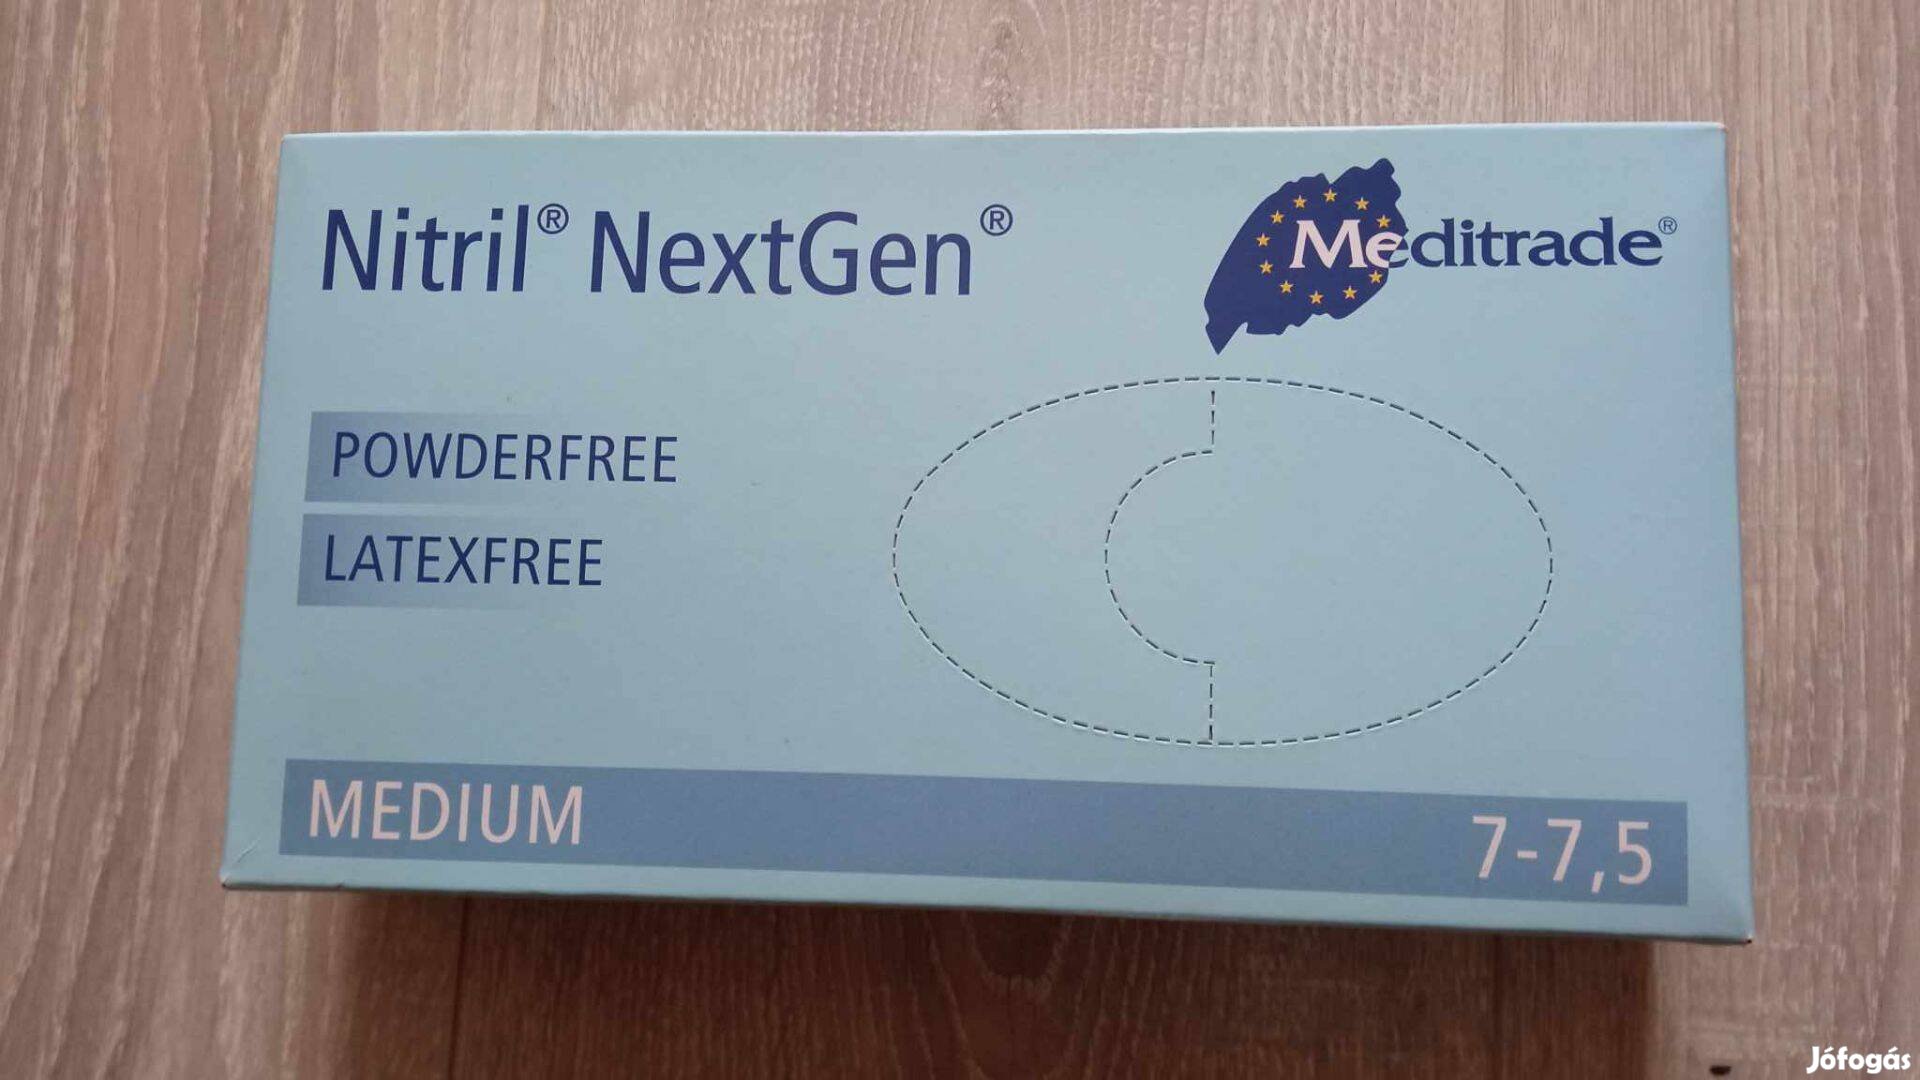 Nitril® NextGen®
Meditrade®
POWDERFREE
LATEXFREE
MEDIUM 7-7,5
Jófogás